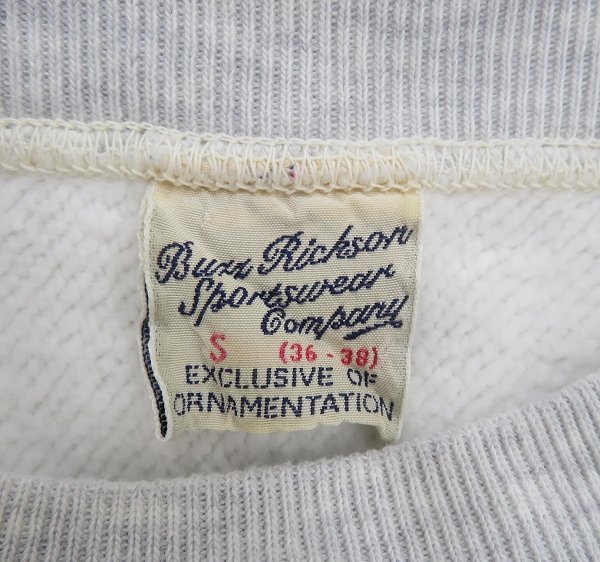 Buzz Rickson
Sportswear
Company
S (36-38)
EXCLUSIVE OF
ORNAMENTATION